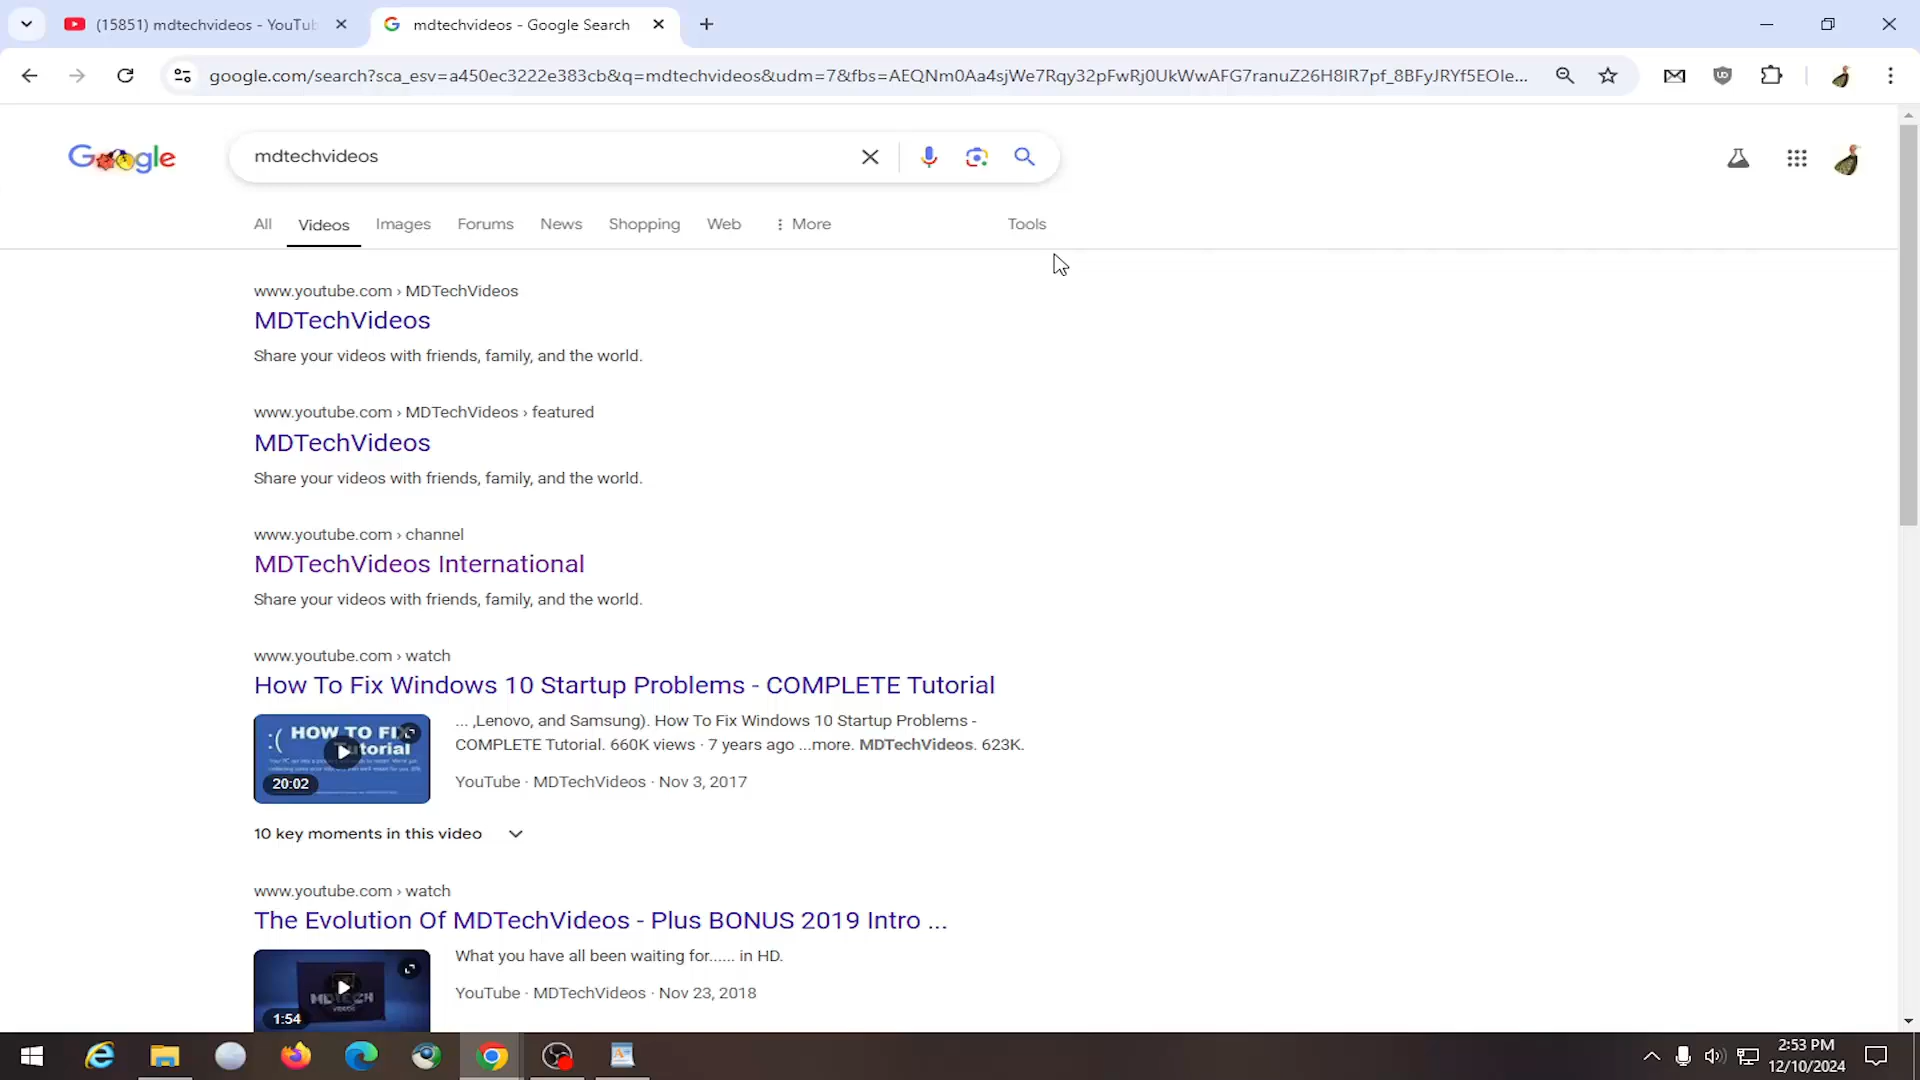 (15851) mdtechvideos - YouTub
mdtechvideos - Google Search
google.com/search?sca_esv=a450ec3222e383cb&q=mdtechvideos&udm=7&fbs=AEQNm0Aa4sjWe7Rqy32pFwRj0UkWwAFG7ranuZ26H8IR7pf_8BFyJRYf5EOIe...
Google
mdtechvideos
All Videos Images Forums News Shopping Web More Tools
www.youtube.com › MDTechVideos
MDTechVideos
Share your videos with friends, family, and the world.
www.youtube.com › MDTechVideos › featured
MDTechVideos
Share your videos with friends, family, and the world.
www.youtube.com › channel
MDTechVideos International
Share your videos with friends, family, and the world.
www.youtube.com › watch
How To Fix Windows 10 Startup Problems - COMPLETE Tutorial
HOW TO FIX
Tutorial
20:02
... ,Lenovo, and Samsung). How To Fix Windows 10 Startup Problems -
COMPLETE Tutorial. 660K views · 7 years ago ...more. MDTechVideos. 623K.
YouTube · MDTechVideos · Nov 3, 2017
10 key moments in this video
www.youtube.com › watch
The Evolution Of MDTechVideos - Plus BONUS 2019 Intro ...
MDTECH
1:54
What you have all been waiting for...... in HD.
YouTube · MDTechVideos · Nov 23, 2018
2:53 PM
12/10/2024